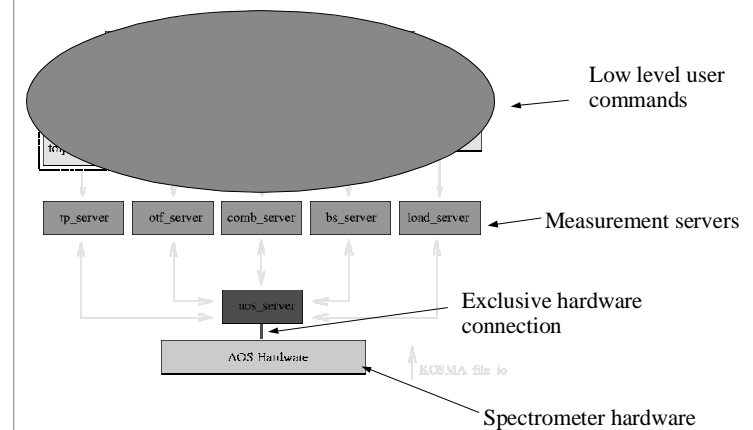 Low level user
commands
tp_server
otf_server
comb_server
bs_server
load_server
Measurement servers
Exclusive hardware
connection
aos_server
AOS Hardware
KOSMA file io
Spectrometer hardware